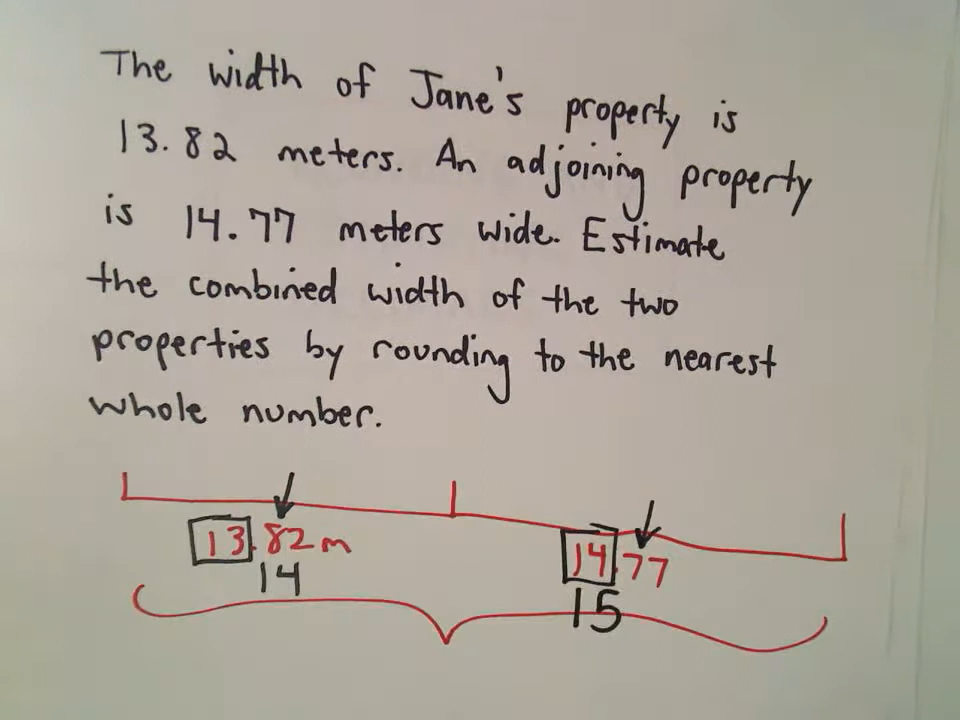 The width of Jane's property is
13.82 meters. An adjoining property
is 14.77 meters wide. Estimate
the combined width of the two
properties by rounding to the nearest
whole number.
13.82 m 14.77
14 15